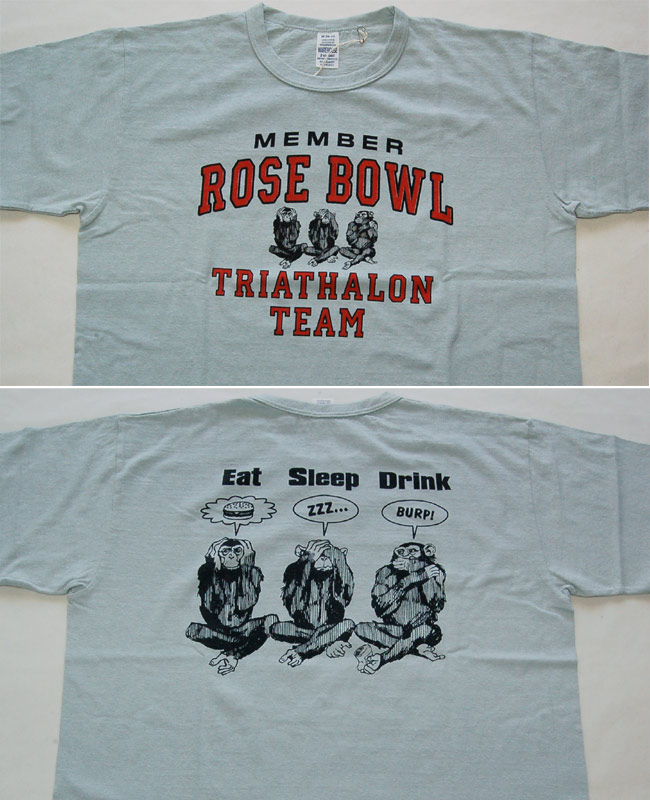 MEMBER
ROSE BOWL
TRIATHALON
TEAM
Eat Sleep Drink
ZZZ...
BURP!